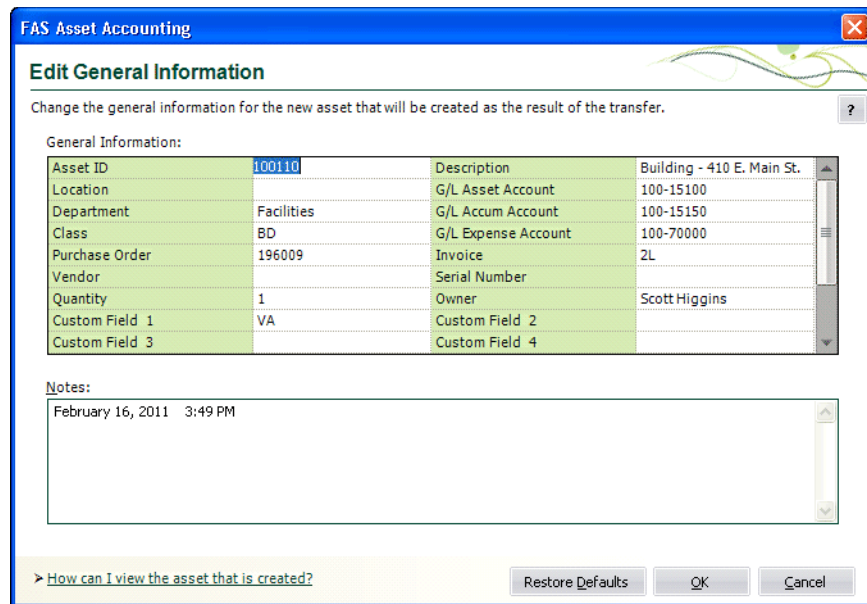 FAS Asset Accounting
Edit General Information
Change the general information for the new asset that will be created as the result of the transfer.
?
General Information:
Asset ID 100110 Description Building - 410 E. Main St.
Location G/L Asset Account 100-15100
Department Facilities G/L Accum Account 100-15150
Class BD G/L Expense Account 100-70000
Purchase Order 196009 Invoice 2L
Vendor Serial Number
Quantity 1 Owner Scott Higgins
Custom Field 1 VA Custom Field 2
Custom Field 3 Custom Field 4
Notes:
February 16, 2011 3:49 PM
How can I view the asset that is created?
Restore Defaults OK Cancel